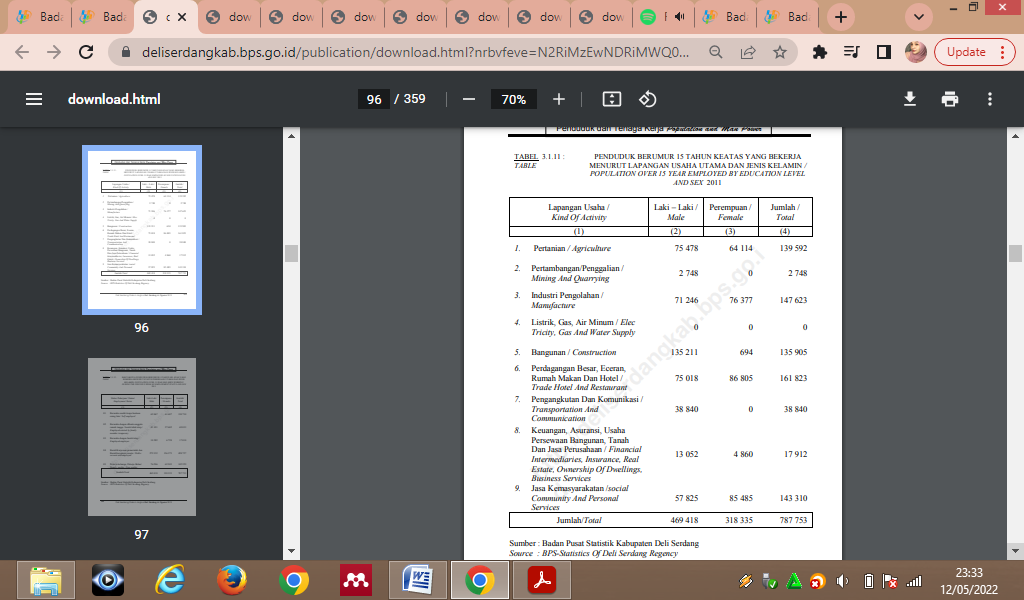 Bada
Bada
c
dow
dow
dow
dow
dow
dow
dow
F
Bada
Bada
deliserdangkab.bps.go.id/publication/download.html?nrbvfeve=N2RiMzEwNDRiMWQ0...
Update
download.html
96 / 359
70%
96
97
Penduduk dan Tenaga Kerja Population and Man Power
TABEL 3.1.11 : PENDUDUK BERUMUR 15 TAHUN KEATAS YANG BEKERJA
TABLE MENURUT LAPANGAN USAHA UTAMA DAN JENIS KELAMIN /
POPULATION OVER 15 YEAR EMPLOYED BY EDUCATION LEVEL
AND SEX 2011
Lapangan Usaha / Laki – Laki / Perempuan / Jumlah /
Kind Of Activity Male Female Total
(1) (2) (3) (4)
1. Pertanian / Agriculture 75 478 64 114 139 592
2. Pertambangan/Penggalian /
Mining And Quarrying 2 748 0 2 748
3. Industri Pengolahan /
Manufacture 71 246 76 377 147 623
4. Listrik, Gas, Air Minum / Elec
Tricity, Gas And Water Supply 0 0 0
5. Bangunan / Construction 135 211 694 135 905
6. Perdagangan Besar, Eceran,
Rumah Makan Dan Hotel / 75 018 86 805 161 823
Trade Hotel And Restaurant
7. Pengangkutan Dan Komunikasi /
Transportation And 38 840 0 38 840
Communication
8. Keuangan, Asuransi, Usaha
Persewaan Bangunan, Tanah
Dan Jasa Perusahaan / Financial
Intermediaries, Insurance, Real 13 052 4 860 17 912
Estate, Ownership Of Dwellings,
Business Services
9. Jasa Kemasyarakatan /social
Community And Personal 57 825 85 485 143 310
Services
Jumlah/Total 469 418 318 335 787 753
Sumber : Badan Pusat Statistik Kabupaten Deli Serdang
Source : BPS-Statistics Of Deli Serdang Regency
23:33
12/05/2022